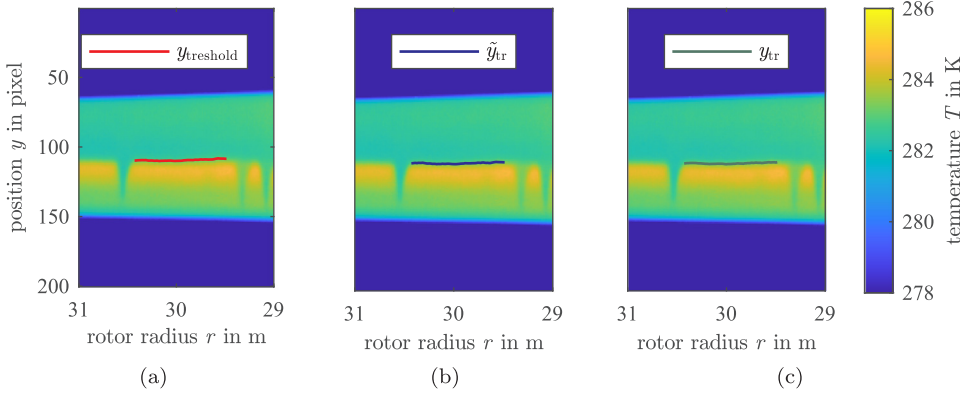 y_treshold
ỹ_tr
y_tr
position y in pixel
50
100
150
200
31 30 29
31 30 29
31 30 29
rotor radius r in m
rotor radius r in m
rotor radius r in m
(a)
(b)
(c)
286
284
282
280
278
temperature T in K